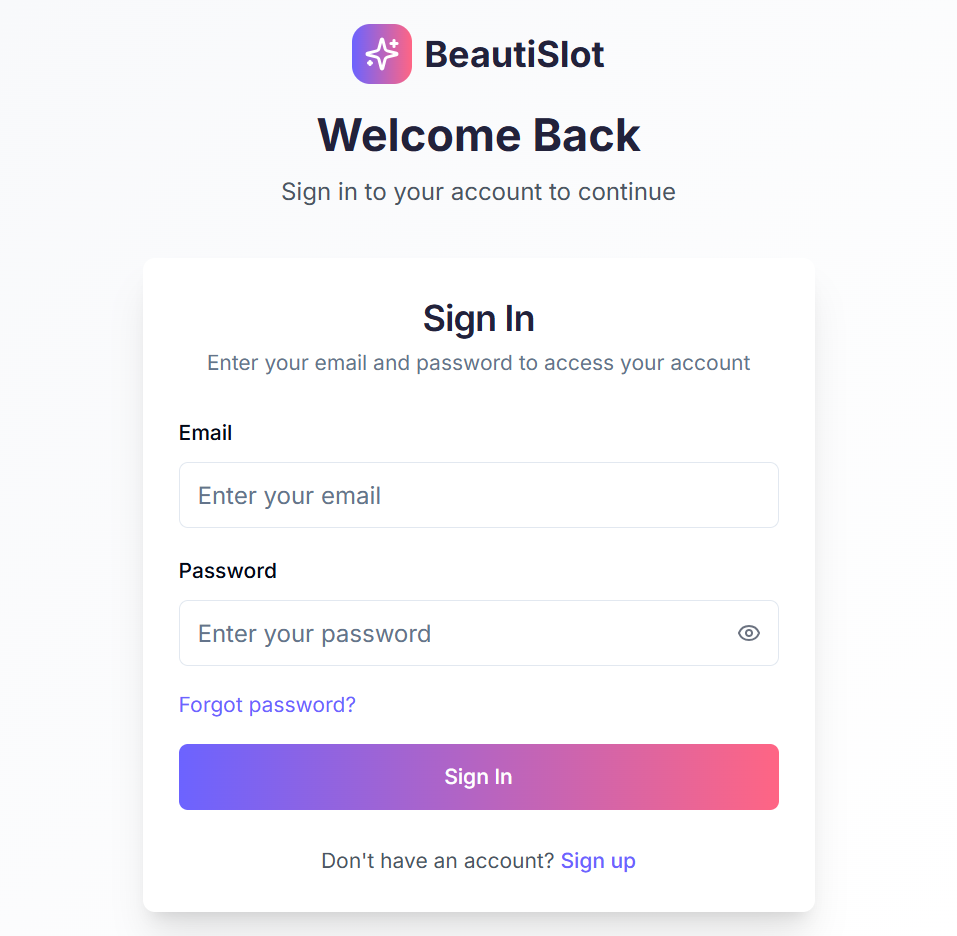 BeautiSlot
Welcome Back
Sign in to your account to continue
Sign In
Enter your email and password to access your account
Email
Enter your email
Password
Enter your password
Forgot password?
Sign In
Don't have an account? Sign up